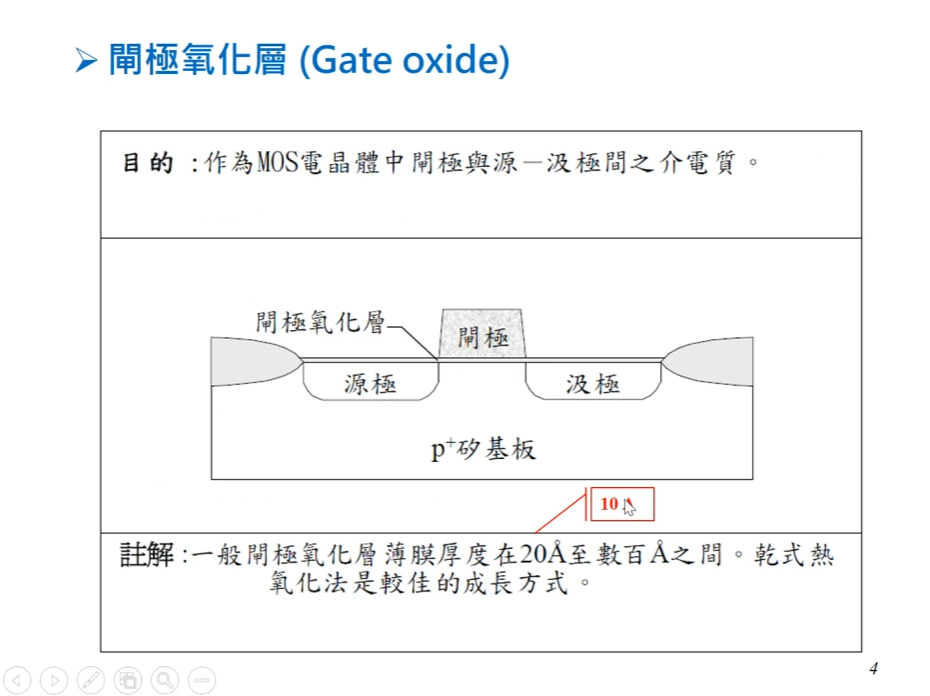 閘極氧化層 (Gate oxide)
目的 :作為MOS電晶體中閘極與源－汲極間之介電質。
閘極氧化層
閘極
源極
汲極
p⁺矽基板
10
註解:一般閘極氧化層薄膜厚度在20Å至數百Å之間。乾式熱
氧化法是較佳的成長方式。
4